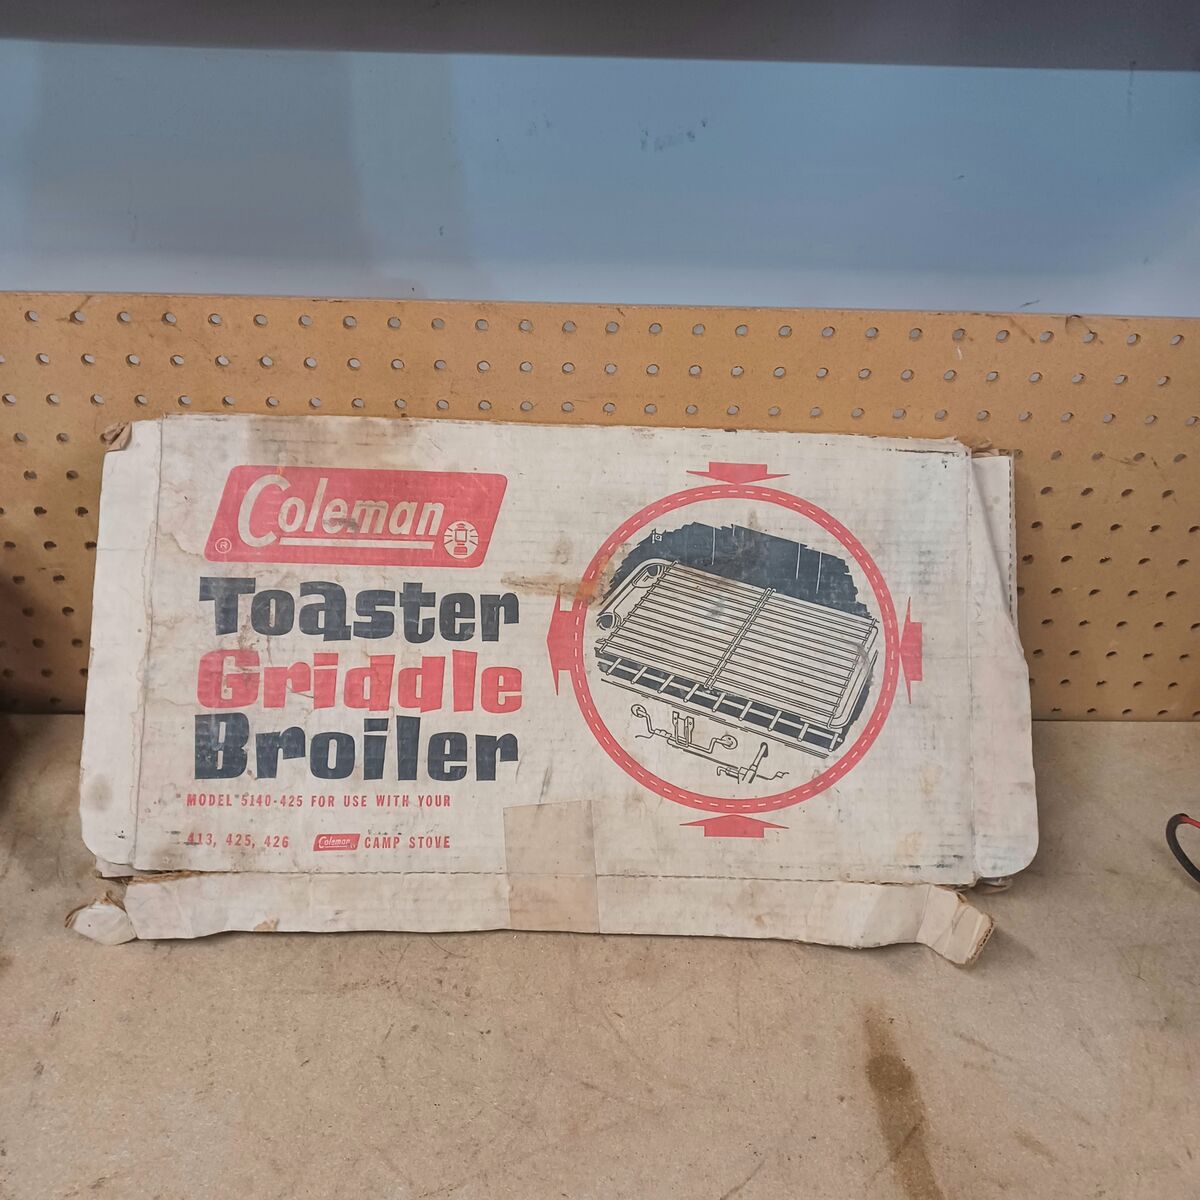 Coleman
®
Toaster
Griddle
Broiler
MODEL 5140-425 FOR USE WITH YOUR
413, 425, 426 Coleman CAMP STOVE